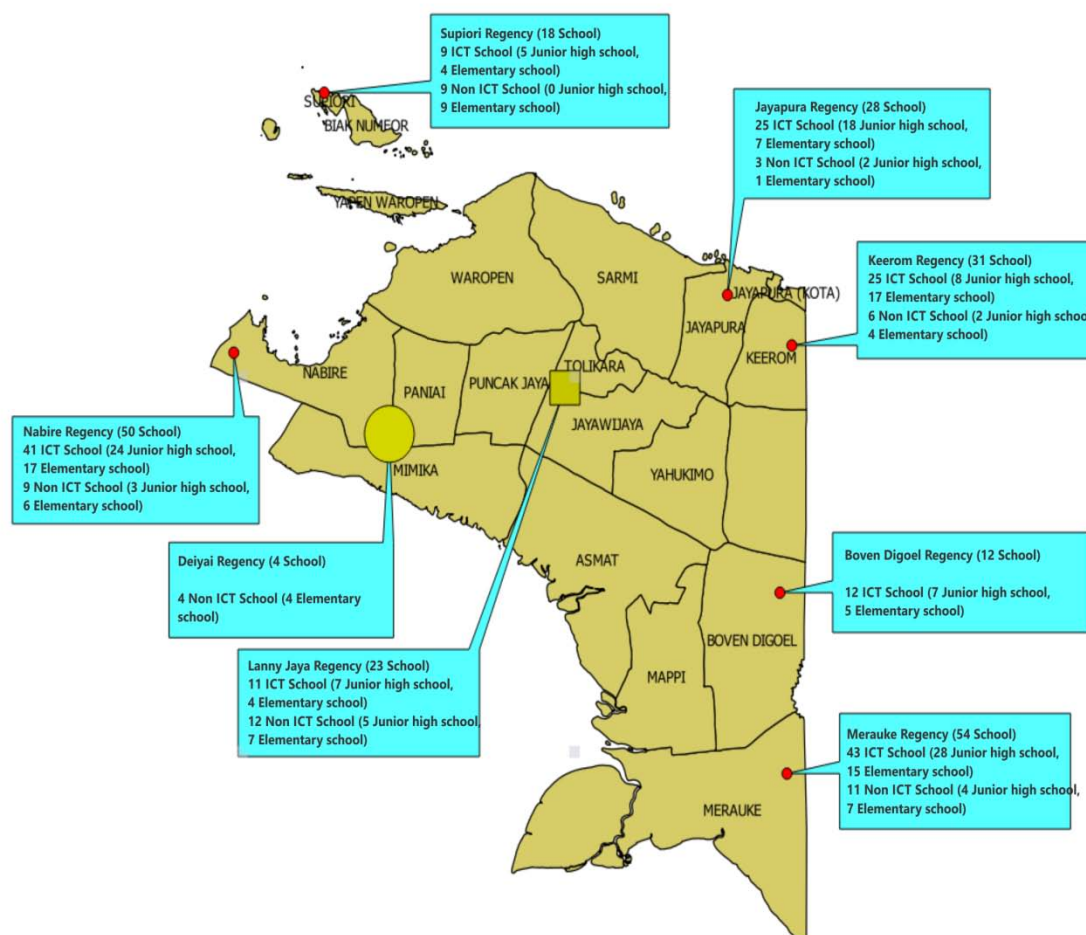 Supiori Regency (18 School)
9 ICT School (5 Junior high school,
4 Elementary school)
9 Non ICT School (0 Junior high school,
9 Elementary school)
Jayapura Regency (28 School)
25 ICT School (18 Junior high school,
7 Elementary school)
3 Non ICT School (2 Junior high school,
1 Elementary school)
SUPIORI
BIAK NUMFOR
YAPEN WAROPEN
WAROPEN
SARMI
Keerom Regency (31 School)
25 ICT School (8 Junior high school,
17 Elementary school)
6 Non ICT School (2 Junior high school
4 Elementary school)
JAYAPURA (KOTA)
JAYAPURA
KEEROM
NABIRE
PANIAI
PUNCAK JAYA
TOLIKARA
JAYAWIJAYA
YAHUKIMO
MIMIKA
Nabire Regency (50 School)
41 ICT School (24 Junior high school,
17 Elementary school)
9 Non ICT School (3 Junior high school,
6 Elementary school)
Deiyai Regency (4 School)
4 Non ICT School (4 Elementary
school)
ASMAT
Boven Digoel Regency (12 School)
12 ICT School (7 Junior high school,
5 Elementary school)
BOVEN DIGOEL
MAPPI
Lanny Jaya Regency (23 School)
11 ICT School (7 Junior high school,
4 Elementary school)
12 Non ICT School (5 Junior high school,
7 Elementary school)
Merauke Regency (54 School)
43 ICT School (28 Junior high school,
15 Elementary school)
11 Non ICT School (4 Junior high school,
7 Elementary school)
MERAUKE